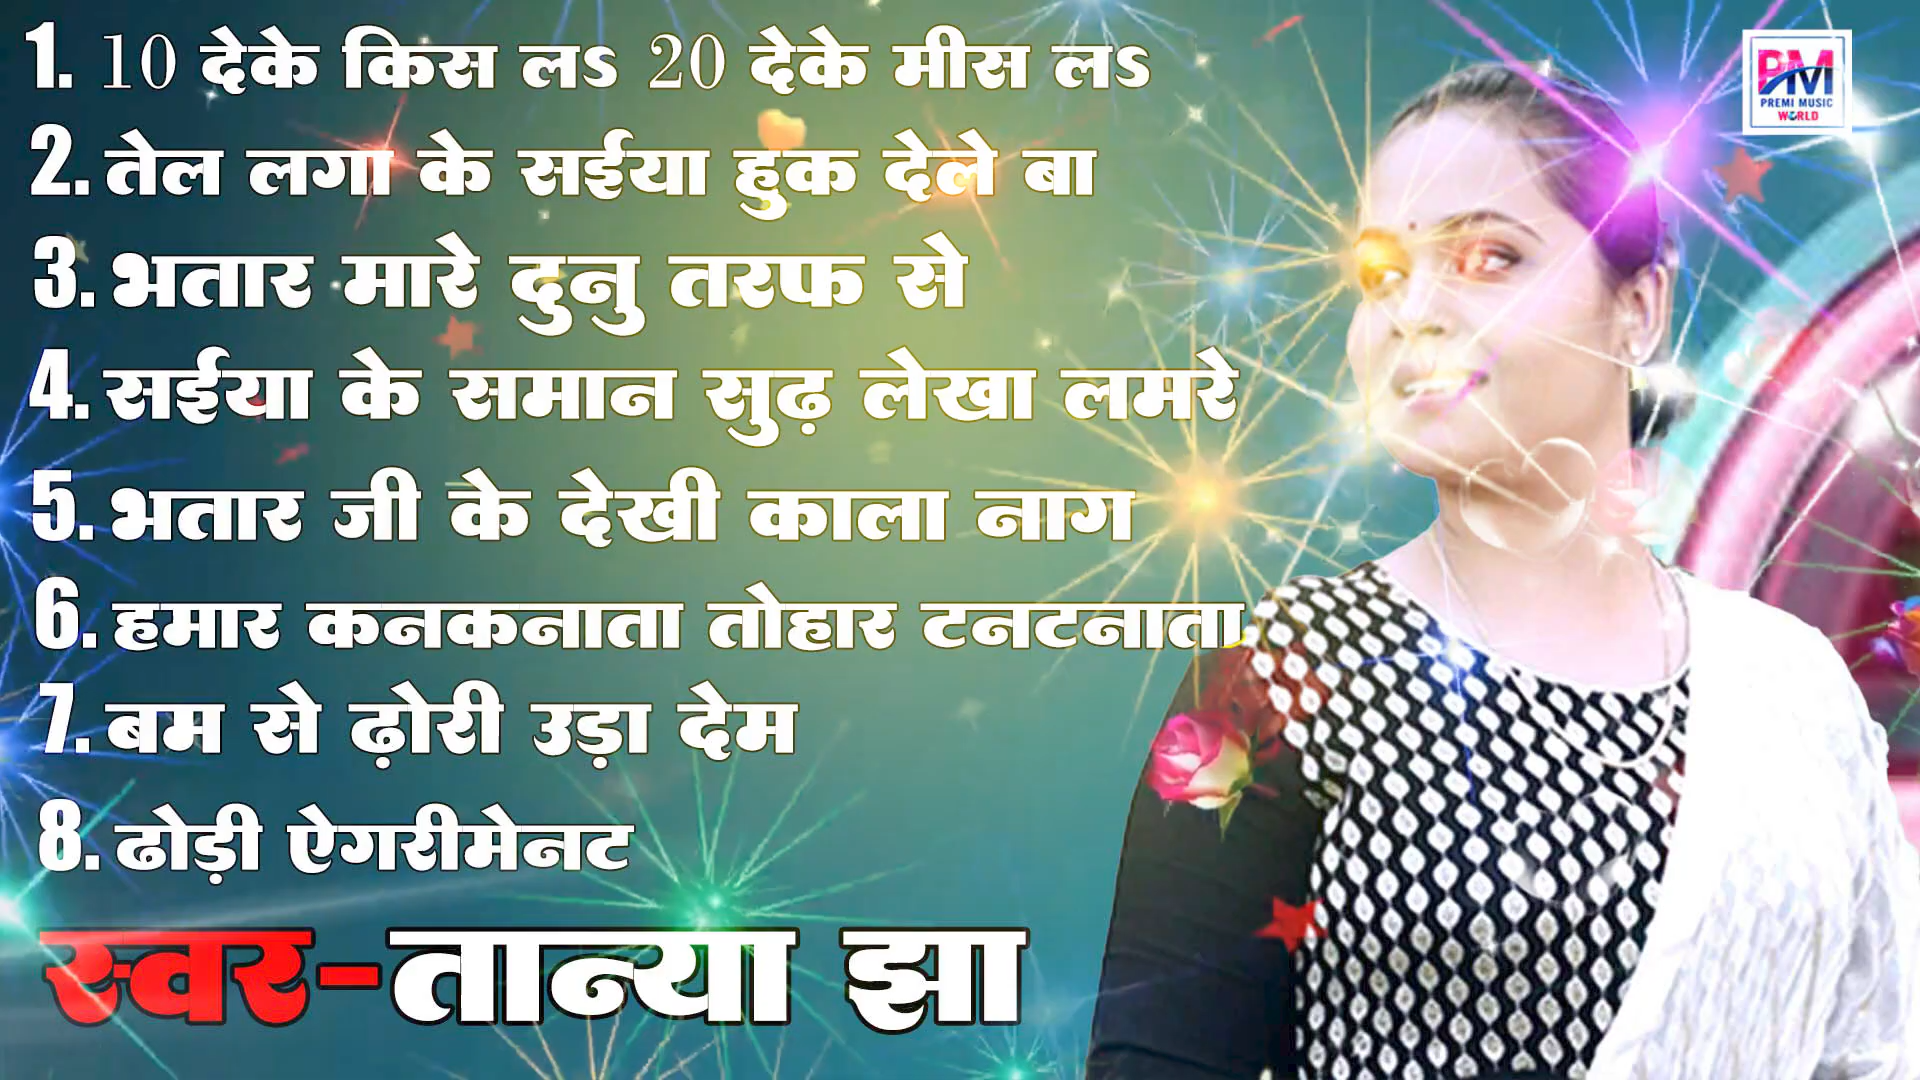 1. 10 देके किस लऽ 20 देके मीस लऽ
2. तेल लगा के सईया हुक देले बा
3. भतार मारे दुनु तरफ से
4. सईया के समान सुढ़ लेखा लमरे
5. भतार जी के देखी काला नाग
6. हमार कनकनाता तोहार टनटनाता
7. बम से ढ़ोरी उड़ा देम
8. ढोड़ी ऐगरीमेनट
स्वर-तान्या झा
PM
PREMI MUSIC
WORLD